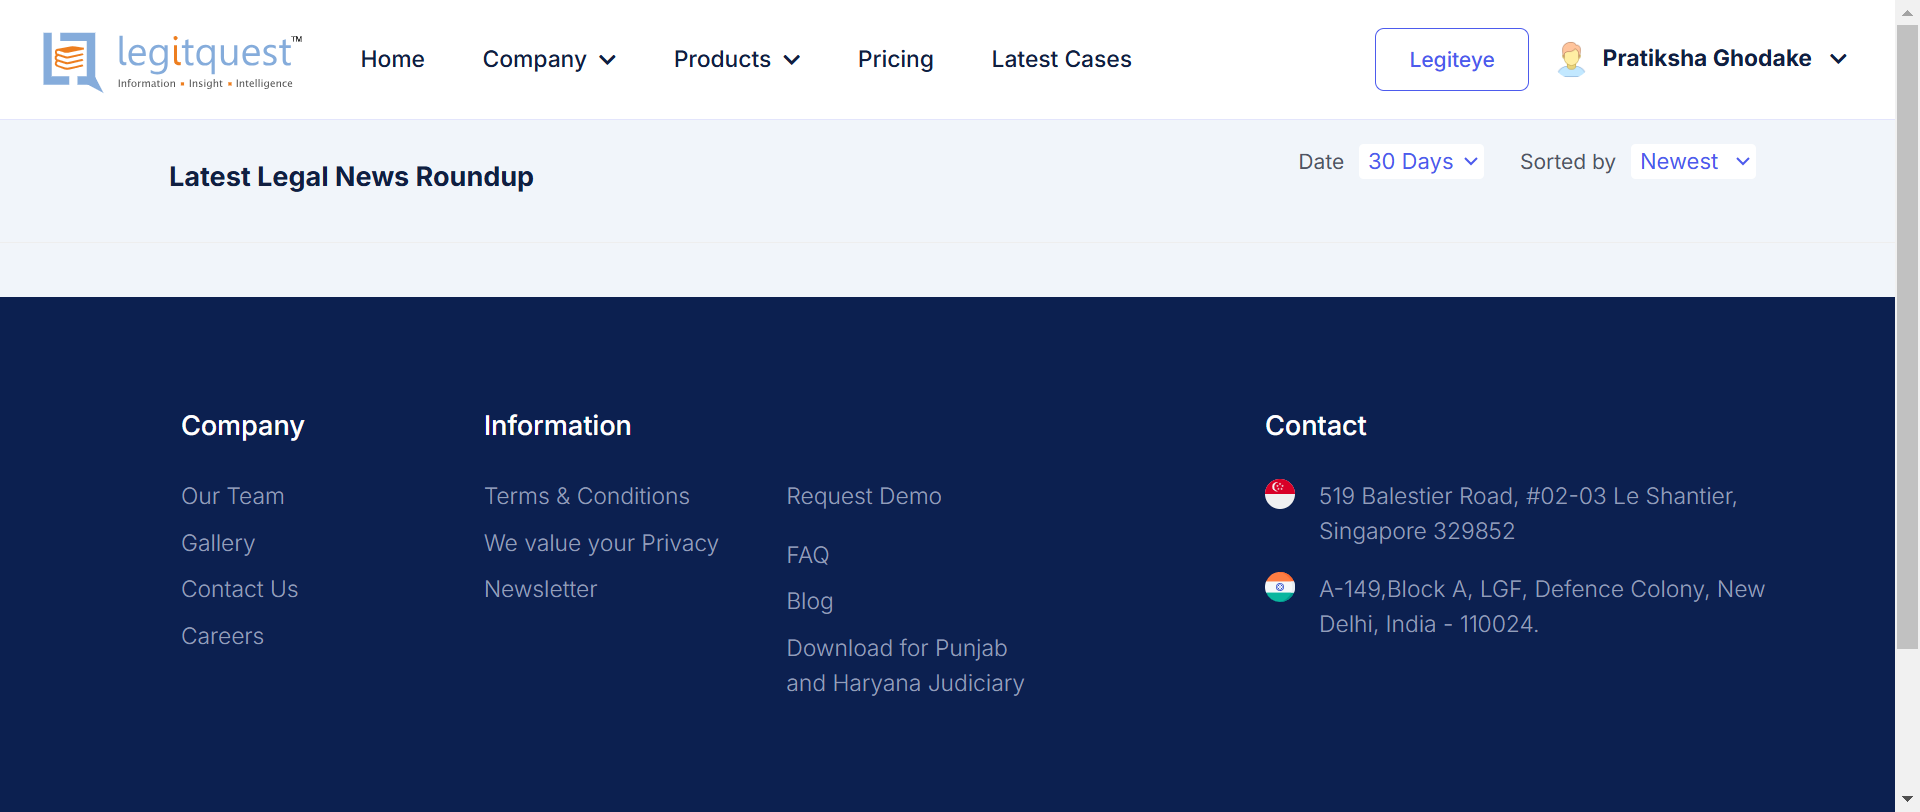 legitquest™
Information ▪ Insight ▪ Intelligence
Home
Company
Products
Pricing
Latest Cases
Legiteye
Pratiksha Ghodake
Latest Legal News Roundup
Date
30 Days
Sorted by
Newest
Company
Our Team
Gallery
Contact Us
Careers
Information
Terms & Conditions
We value your Privacy
Newsletter
Request Demo
FAQ
Blog
Download for Punjab
and Haryana Judiciary
Contact
519 Balestier Road, #02-03 Le Shantier,
Singapore 329852
A-149,Block A, LGF, Defence Colony, New
Delhi, India - 110024.